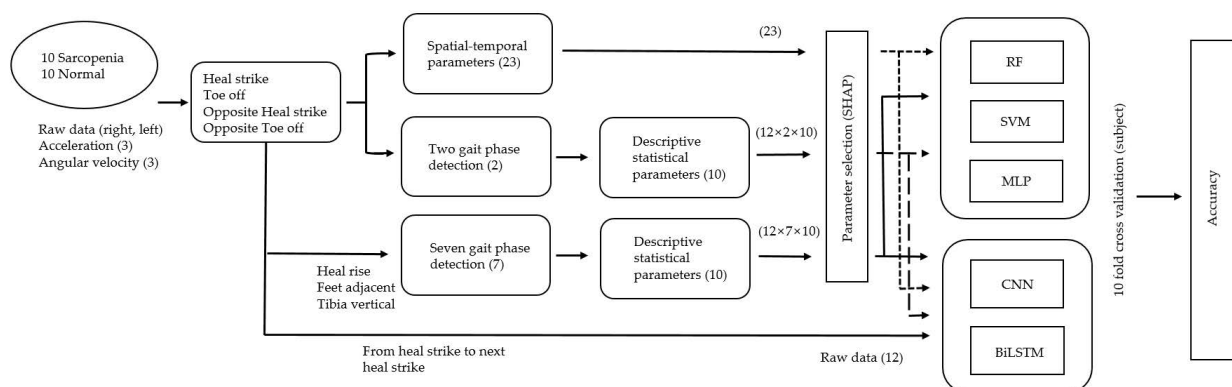 10 Sarcopenia
10 Normal
Raw data (right, left)
Acceleration (3)
Angular velocity (3)
Heal strike
Toe off
Opposite Heal strike
Opposite Toe off
Spatial-temporal
parameters (23)
(23)
Two gait phase
detection (2)
Descriptive
statistical
parameters (10)
(12×2×10)
Heal rise
Feet adjacent
Tibia vertical
Seven gait phase
detection (7)
Descriptive
statistical
parameters (10)
(12×7×10)
From heal strike to next
heal strike
Raw data (12)
Parameter selection (SHAP)
RF
SVM
MLP
CNN
BiLSTM
10 fold cross validation (subject)
Accuracy